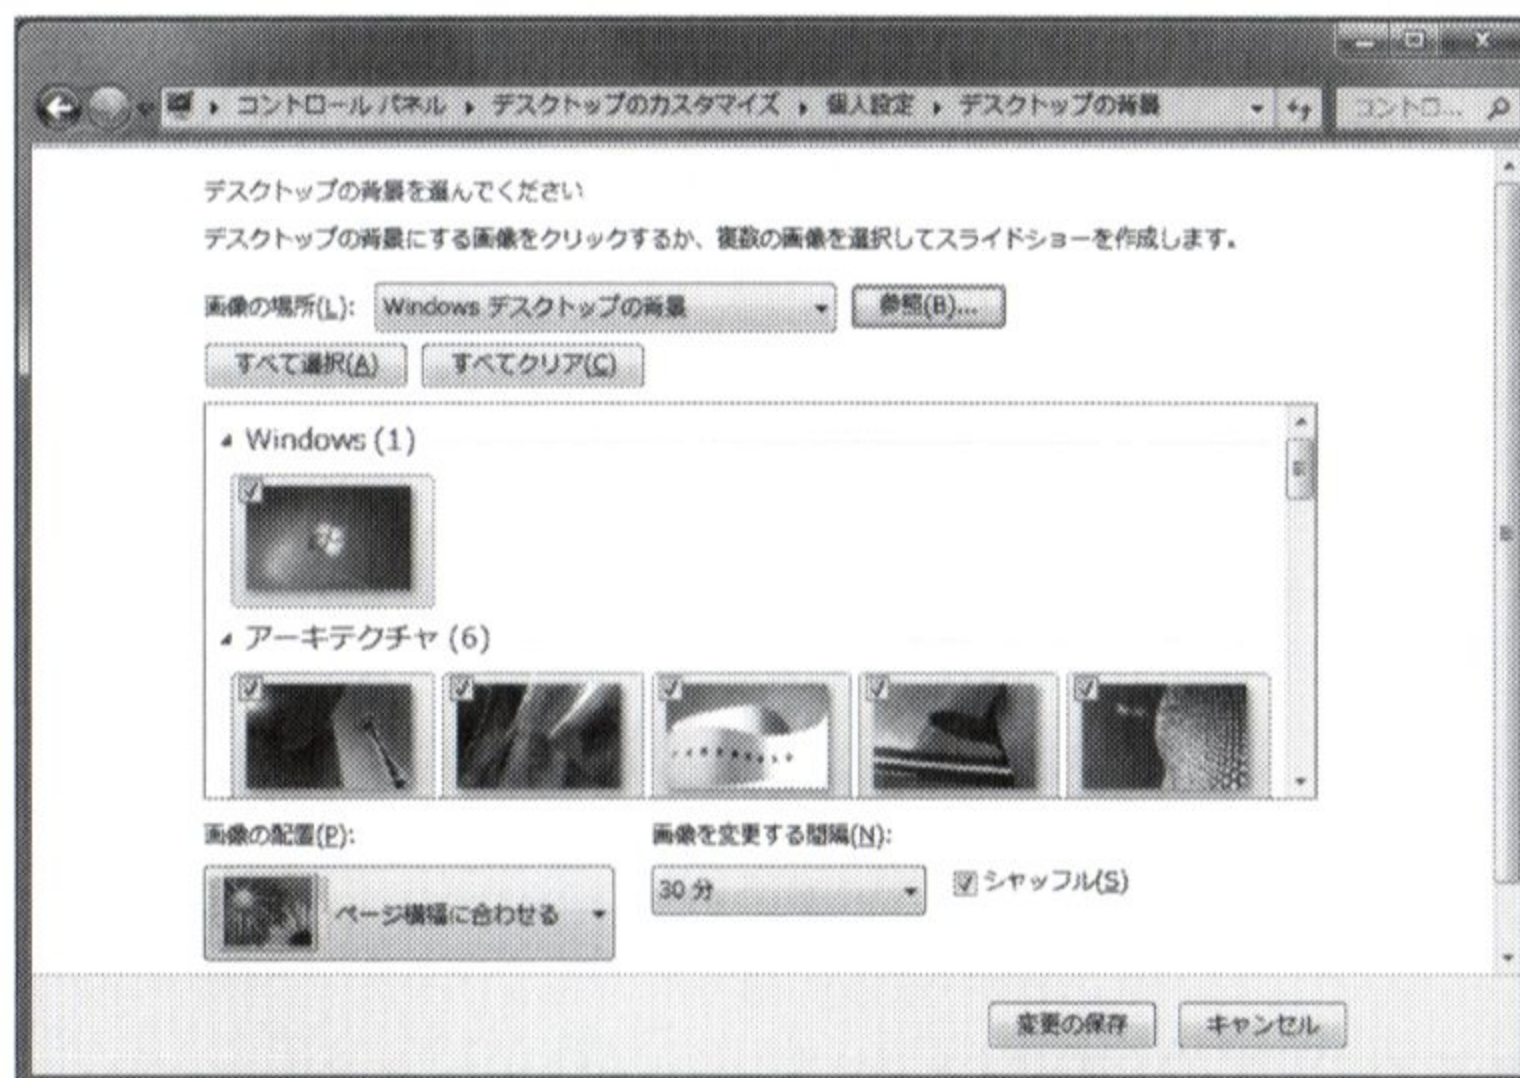 コントロール パネル ▸ デスクトップのカスタマイズ ▸ 個人設定 ▸ デスクトップの背景
コントロ...
デスクトップの背景を選んでください
デスクトップの背景にする画像をクリックするか、複数の画像を選択してスライドショーを作成します。
画像の場所(L): Windows デスクトップの背景 参照(B)...
すべて選択(A) すべてクリア(C)
Windows (1)
アーキテクチャ (6)
画像の配置(P): 画像を変更する間隔(N):
ページ横幅に合わせる 30 分 シャッフル(S)
変更の保存 キャンセル